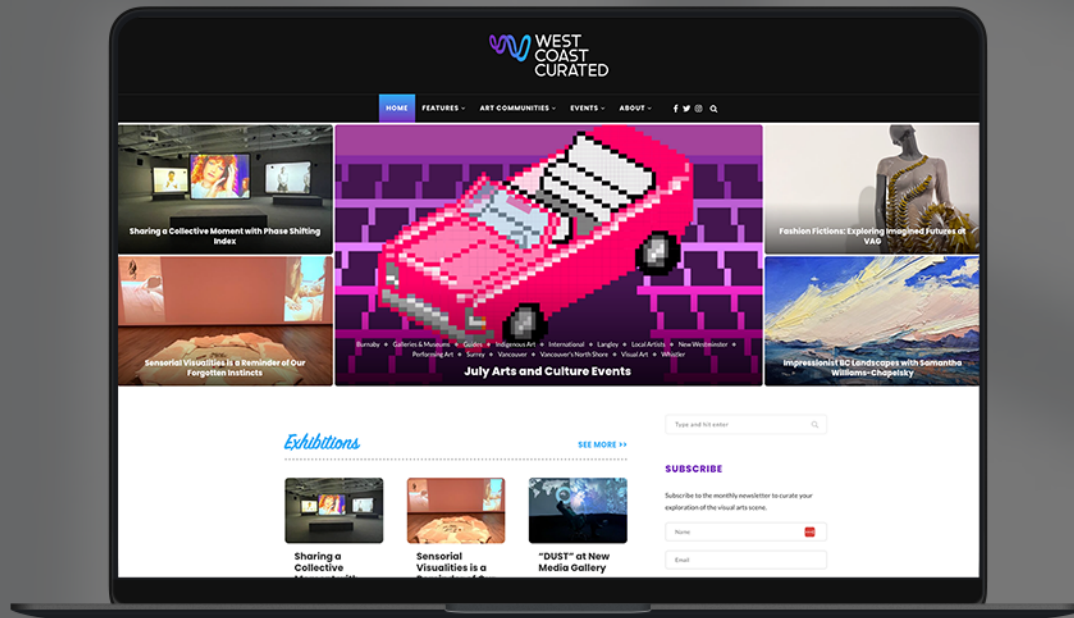 WEST
COAST
CURATED
HOME
FEATURES
ART COMMUNITIES
EVENTS
ABOUT
Sharing a Collective Moment with Phase Shifting
Index
Sensorial Visualities is a Reminder of Our
Forgotten Instincts
Burnaby ◆ Galleries & Museums ◆ Guides ◆ Indigenous Art ◆ International ◆ Langley ◆ Local Artists ◆ New Westminster ◆
Performing Art ◆ Surrey ◆ Vancouver ◆ Vancouver's North Shore ◆ Visual Art ◆ Whistler
July Arts and Culture Events
Fashion Fictions: Exploring Imagined Futures at
VAG
Impressionist BC Landscapes with Samantha
Williams-Chapelsky
Exhibitions
SEE MORE >>
Sharing a
Collective
Moment with
Sensorial
Visualities is a
Reminder of Our
“DUST” at New
Media Gallery
Type and hit enter
SUBSCRIBE
Subscribe to the monthly newsletter to curate your
exploration of the visual arts scene.
Name
Email